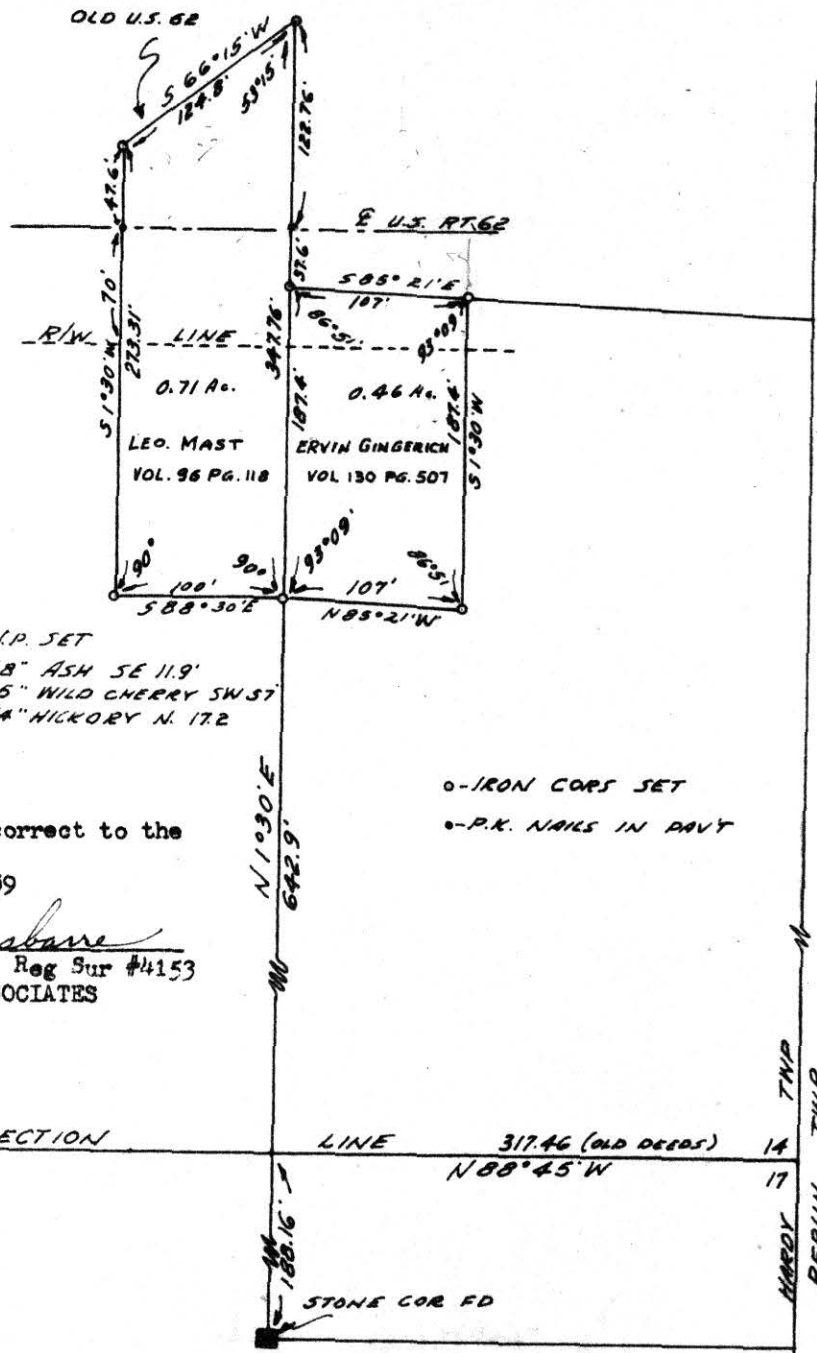 OLD U.S. 62
S 66°15'W
124.8'
53°15'
122.76'
47.6'
℄ U.S. RT. 62
37.6'
S 85° 21'E
107'
70'
86°51'
93°09'
R/W LINE
S 1°30'W
273.31'
347.76'
0.71 Ac.
0.46 Ac.
187.4'
187.4'
S 1°30'W
LEO. MAST
VOL. 96 PG. 118
ERVIN GINGERICH
VOL 130 PG. 507
90°
90°
93°09'
86°51'
100'
S 88°30'E
107'
N 85°21'W
I.P. SET
8" ASH SE 11.9'
5" WILD CHERRY SW 57
4" HICKORY N. 17.2
N 1°30'E
642.9'
o-IRON CORS SET
•-P.K. NAILS IN PAV'T
correct to the
Reg Sur #4153
OCIATES
ECTION LINE
317.46 (OLD DEEDS)
N 88°45'W
14
17
HARDY TWP
BERLIN TWP
188.16'
STONE COR FD